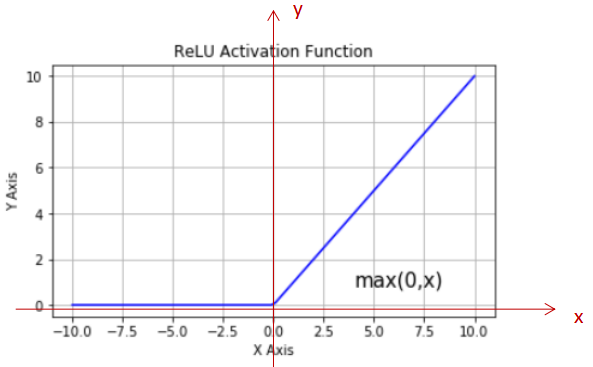 y
ReLU Activation Function
10
8
6
4
2
0
Y Axis
max(0,x)
-10.0 -7.5 -5.0 -2.5 0.0 2.5 5.0 7.5 10.0
X Axis
x